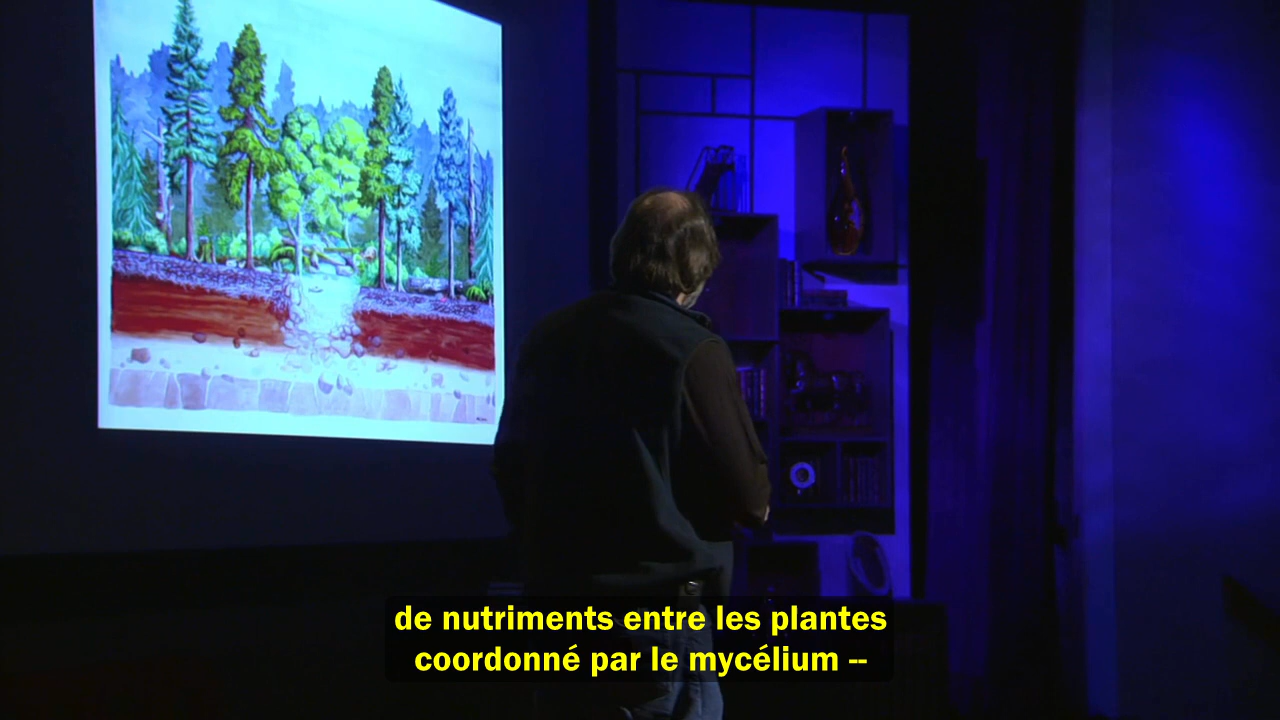 de nutriments entre les plantes
coordonné par le mycélium --